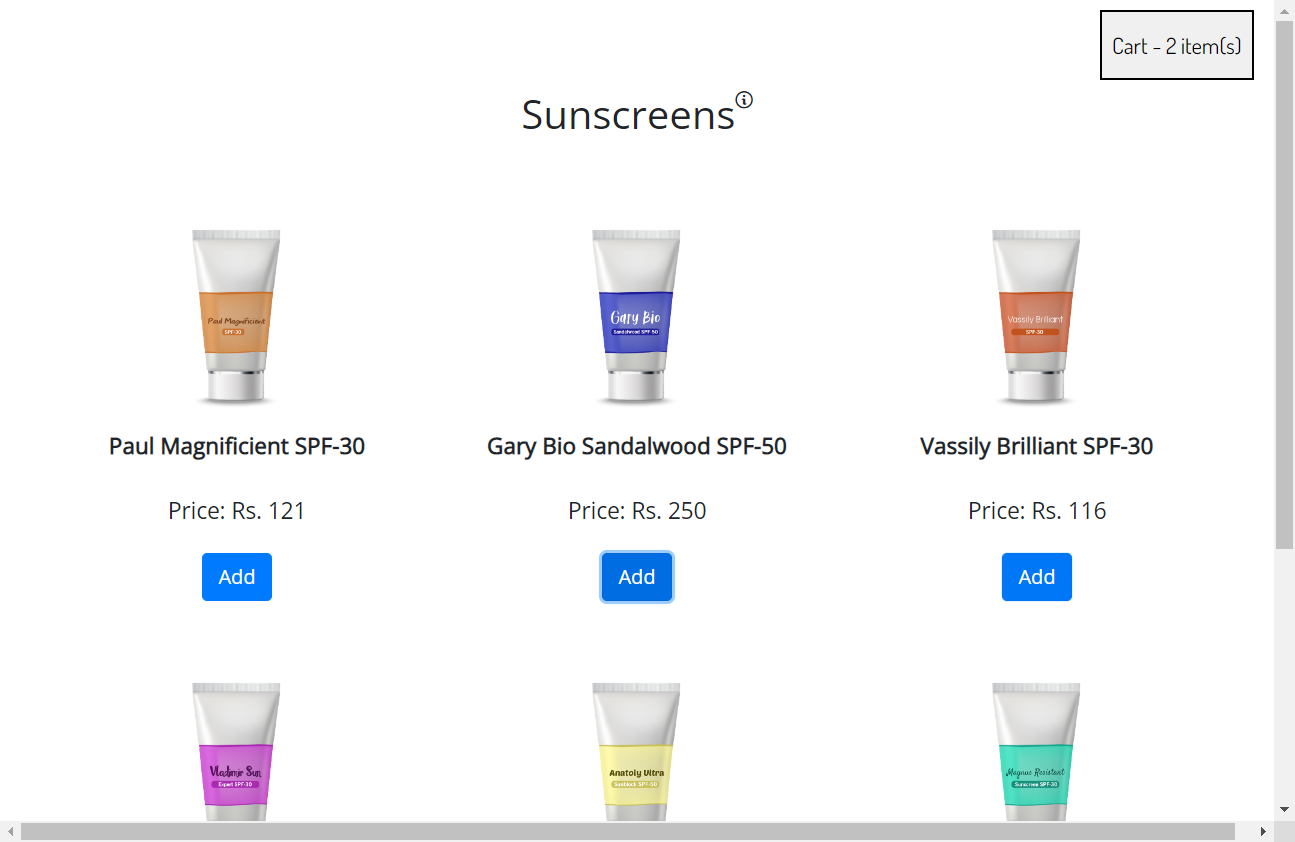 Cart - 2 item(s)
Sunscreens
Paul Magnificient
SPF-30
Gary Bio
Sandalwood SPF-50
Vassily Brilliant
SPF-30
Paul Magnificient SPF-30
Gary Bio Sandalwood SPF-50
Vassily Brilliant SPF-30
Price: Rs. 121
Price: Rs. 250
Price: Rs. 116
Add
Add
Add
Vladimir Sun
Expert SPF-30
Anatoly Ultra
Sunblock SPF-50
Magnus Resistant
Sunscreen SPF-30